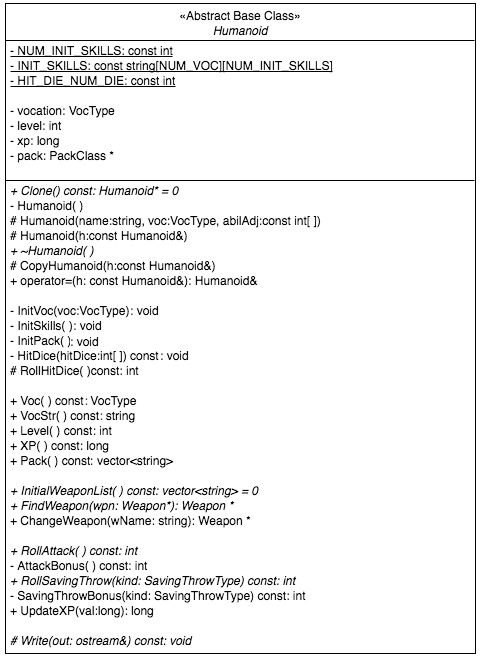 «Abstract Base Class»
Humanoid
- NUM_INIT_SKILLS: const int
- INIT_SKILLS: const string[NUM_VOC][NUM_INIT_SKILLS]
- HIT_DIE_NUM_DIE: const int
- vocation: VocType
- level: int
- xp: long
- pack: PackClass *
+ Clone() const: Humanoid* = 0
- Humanoid( )
# Humanoid(name:string, voc:VocType, abilAdj:const int[ ])
# Humanoid(h:const Humanoid&)
+ ~Humanoid( )
# CopyHumanoid(h:const Humanoid&)
+ operator=(h: const Humanoid&): Humanoid&
- InitVoc(voc:VocType): void
- InitSkills( ): void
- InitPack( ): void
- HitDice(hitDice:int[ ]) const: void
# RollHitDice( )const: int
+ Voc( ) const: VocType
+ VocStr( ) const: string
+ Level( ) const: int
+ XP( ) const: long
+ Pack( ) const: vector<string>
+ InitialWeaponList( ) const: vector<string> = 0
+ FindWeapon(wpn: Weapon*): Weapon *
+ ChangeWeapon(wName: string): Weapon *
+ RollAttack( ) const: int
- AttackBonus( ) const: int
+ RollSavingThrow(kind: SavingThrowType) const: int
- SavingThrowBonus(kind: SavingThrowType) const: int
+ UpdateXP(val:long): long
# Write(out: ostream&) const: void